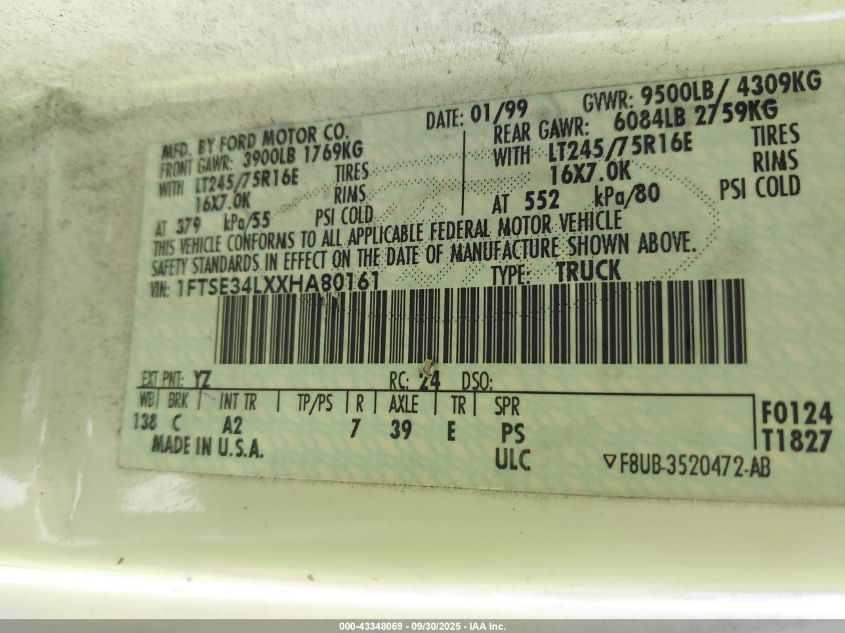 MFD. BY FORD MOTOR CO.
DATE: 01/99
GVWR: 9500LB/ 4309KG
FRONT GAWR: 3900LB 1769KG
REAR GAWR: 6084LB 2759KG
WITH LT245/75R16E TIRES
WITH LT245/75R16E TIRES
16X7.0K RIMS
16X7.0K RIMS
AT 379 kPa/55 PSI COLD
AT 552 kPa/80 PSI COLD
THIS VEHICLE CONFORMS TO ALL APPLICABLE FEDERAL MOTOR VEHICLE
SAFETY STANDARDS IN EFFECT ON THE DATE OF MANUFACTURE SHOWN ABOVE.
VIN: 1FTSE34LXXHA80161
TYPE: TRUCK
EXT PNT: YZ RC: 24 DSO:
WB BRK INT TR TP/PS R AXLE TR SPR
138 C A2 7 39 E PS
F0124
T1827
MADE IN U.S.A.
ULC
F8UB-3520472-AB
000-43348069 - 09/30/2025 - IAA Inc.